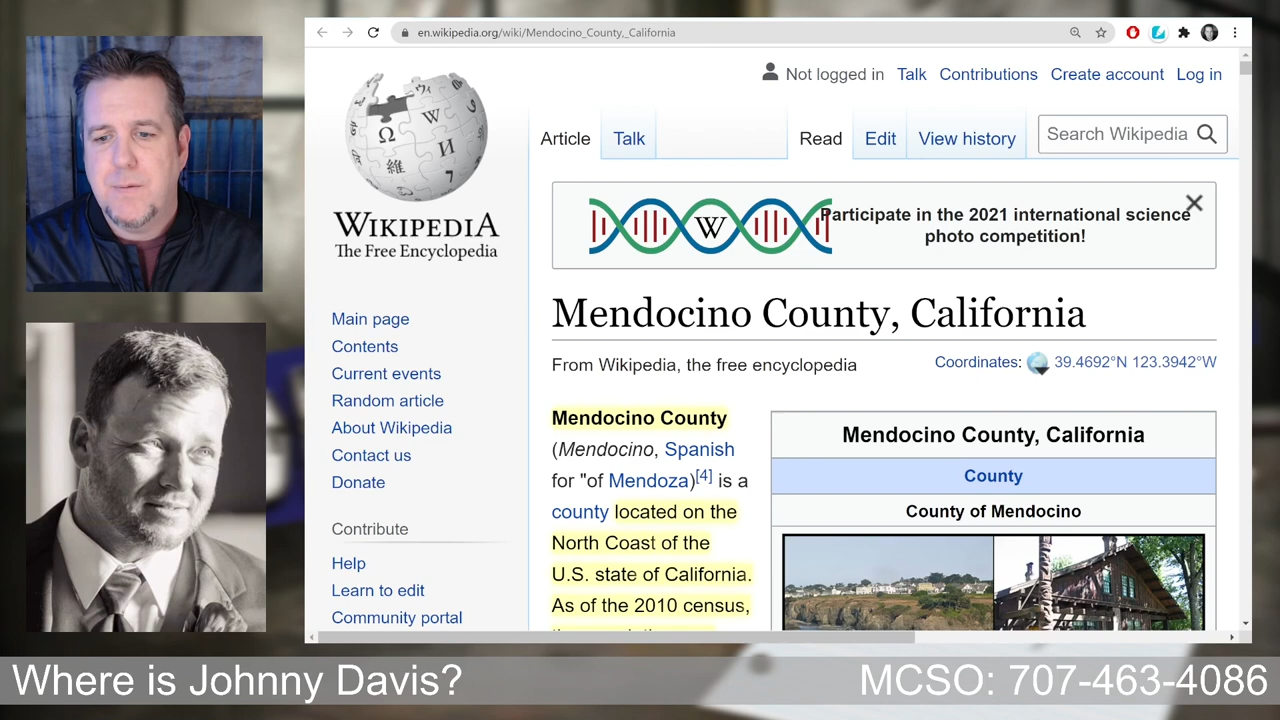 en.wikipedia.org/wiki/Mendocino_County,_California
Not logged in Talk Contributions Create account Log in
Article Talk Read Edit View history Search Wikipedia
Ω W И 維
WIKIPEDIA
The Free Encyclopedia
W
Participate in the 2021 international science
photo competition!
Mendocino County, California
From Wikipedia, the free encyclopedia
Coordinates: 39.4692°N 123.3942°W
Main page
Contents
Current events
Random article
About Wikipedia
Contact us
Donate
Contribute
Help
Learn to edit
Community portal
Mendocino County
(Mendocino, Spanish
for "of Mendoza)[4] is a
county located on the
North Coast of the
U.S. state of California.
As of the 2010 census,
Mendocino County, California
County
County of Mendocino
Where is Johnny Davis?
MCSO: 707-463-4086